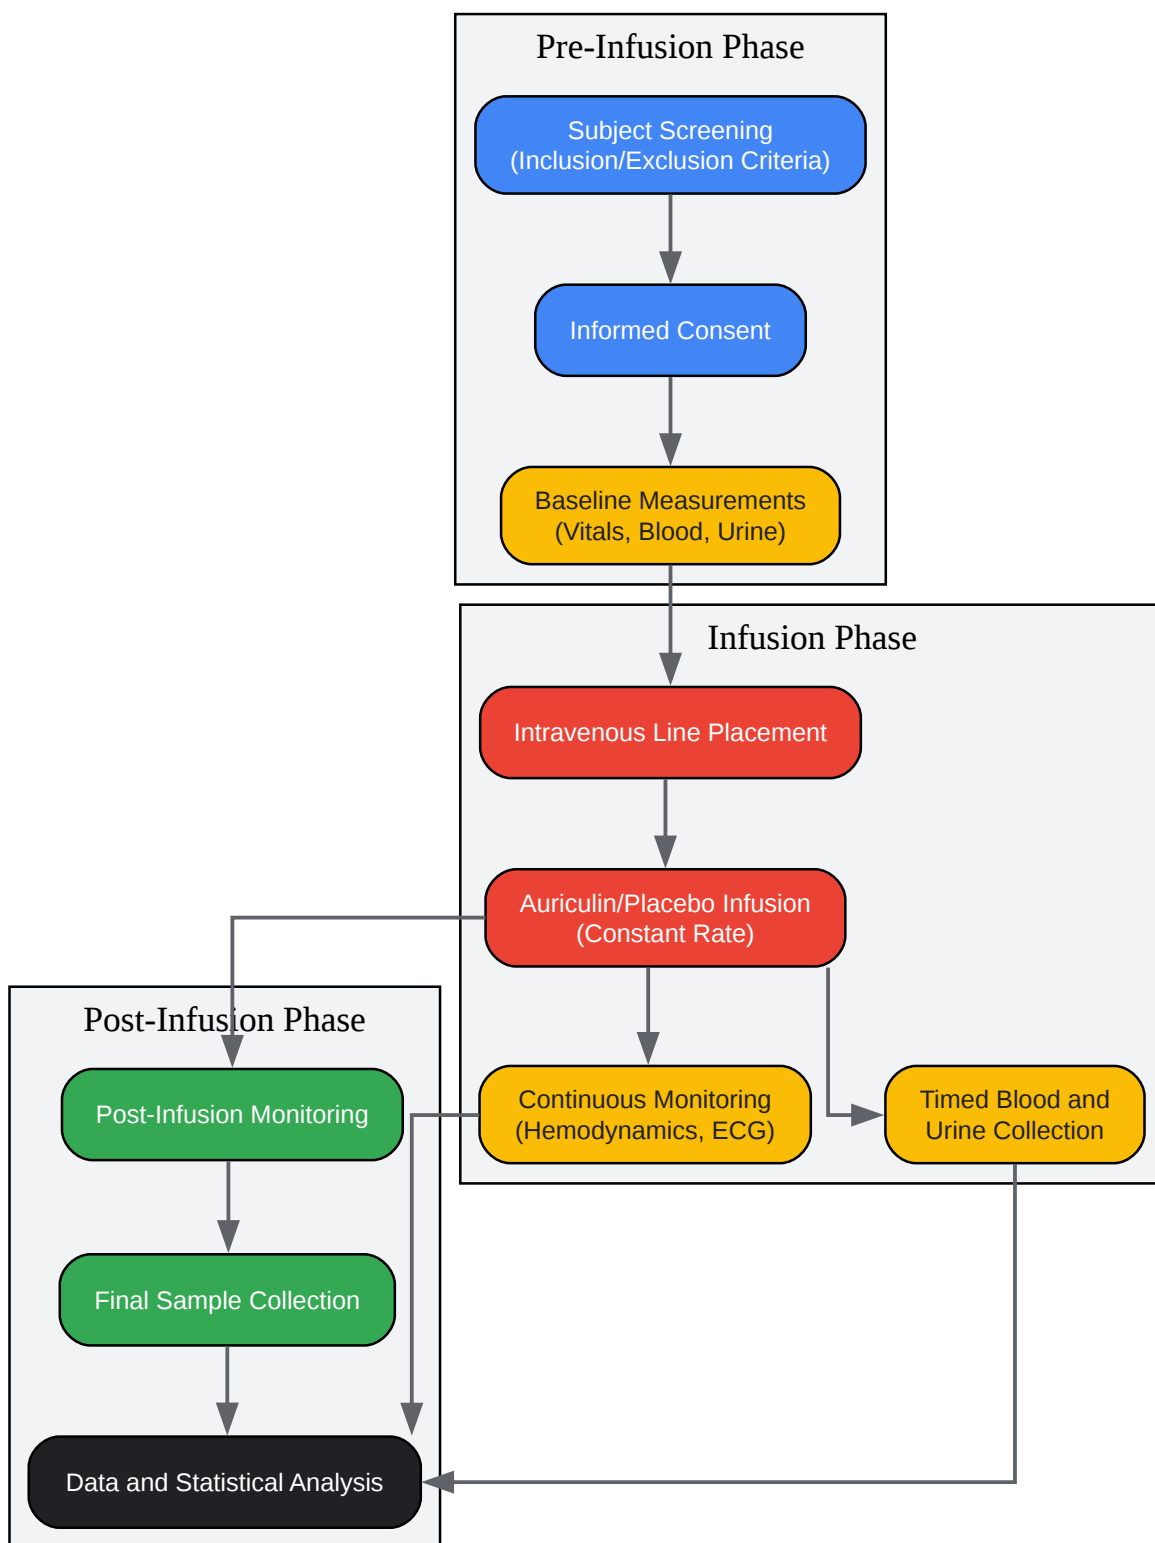 Pre-Infusion Phase
Subject Screening
(Inclusion/Exclusion Criteria)
Informed Consent
Baseline Measurements
(Vitals, Blood, Urine)
Infusion Phase
Intravenous Line Placement
Auriculin/Placebo Infusion
(Constant Rate)
Continuous Monitoring
(Hemodynamics, ECG)
Timed Blood and
Urine Collection
Post-Infusion Phase
Post-Infusion Monitoring
Final Sample Collection
Data and Statistical Analysis